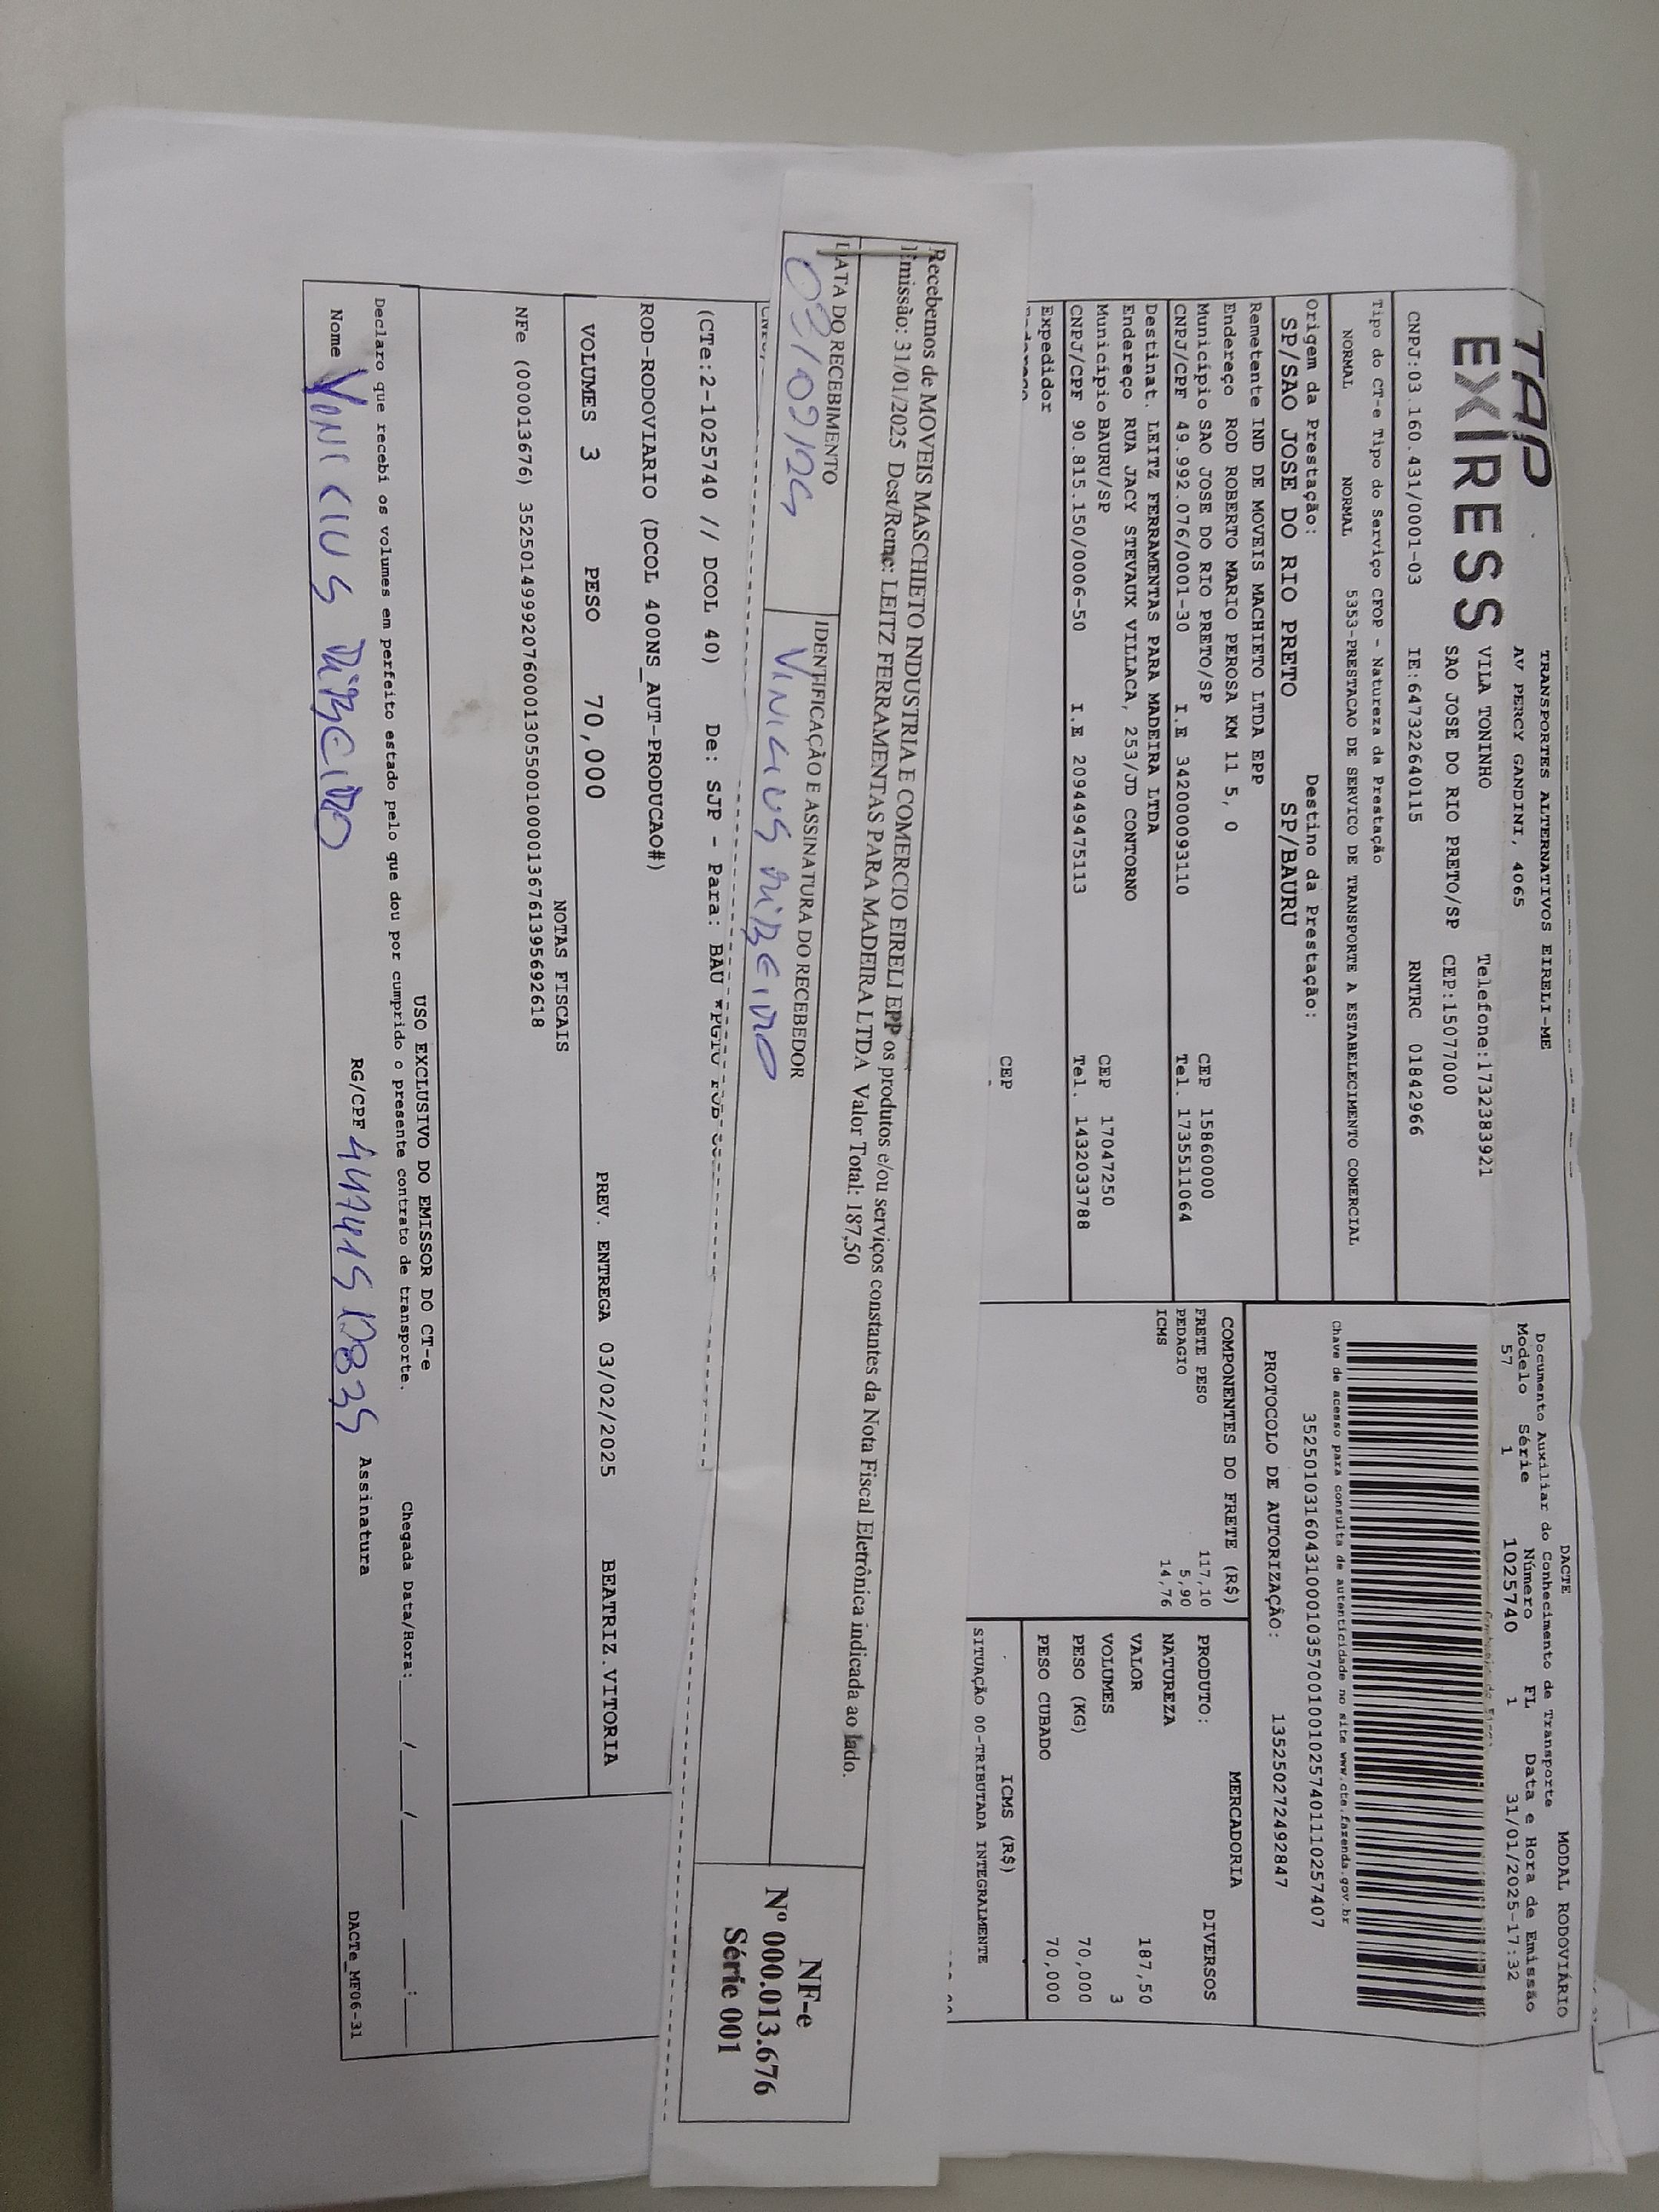 TAP
EXPRESS
TRANSPORTES ALTERNATIVOS EIRELI-ME
AV PERCY GANDINI, 4065
VILA TONINHO Telefone:1732383921
SAO JOSE DO RIO PRETO/SP CEP:15077000
CNPJ:03.160.431/0001-03 IE:647322640115 RNTRC 01842966
Tipo do CT-e Tipo do Serviço CFOP - Natureza da Prestação
NORMAL NORMAL 5353-PRESTACAO DE SERVICO DE TRANSPORTE A ESTABELECIMENTO COMERCIAL
Origem da Prestação: Destino da Prestação:
SP/SAO JOSE DO RIO PRETO SP/BAURU
Remetente IND DE MOVEIS MACHIETO LTDA EPP
Endereço ROD ROBERTO MARIO PEROSA KM 11 5, 0
Município SAO JOSE DO RIO PRETO/SP CEP 15860000
CNPJ/CPF 49.992.076/0001-30 I.E 342000093110 Tel. 1735511064
Destinat. LEITZ FERRAMENTAS PARA MADEIRA LTDA
Endereço RUA JACY STEVAUX VILLACA, 253/JD CONTORNO
Município BAURU/SP CEP 17047250
CNPJ/CPF 90.815.150/0006-50 I.E 209449475113 Tel. 1432033788
Expedidor
CEP
DACTE MODAL RODOVIÁRIO
Documento Auxiliar do Conhecimento de Transporte
Modelo Série Número FL Data e Hora de Emissão
57 1 1025740 1 31/01/2025-17:32
Chave de acesso para consulta de autenticidade no site www.cte.fazenda.gov.br
35250103160431000103570010010257401110257407
PROTOCOLO DE AUTORIZAÇÃO: 135250272492847
COMPONENTES DO FRETE (R$)
FRETE PESO 117,10
PEDAGIO 5,90
ICMS 14,76
MERCADORIA
PRODUTO: DIVERSOS
NATUREZA
VALOR 187,50
VOLUMES 3
PESO (KG) 70,000
PESO CUBADO 70,000
ICMS (R$)
SITUAÇÃO 00-TRIBUTADA INTEGRALMENTE
Recebemos de MOVEIS MASCHIETO INDUSTRIA E COMERCIO EIRELI EPP os produtos e/ou serviços constantes da Nota Fiscal Eletrônica indicada ao lado.
Emissão: 31/01/2025 Dest/Reme: LEITZ FERRAMENTAS PARA MADEIRA LTDA Valor Total: 187,50
DATA DO RECEBIMENTO IDENTIFICAÇÃO E ASSINATURA DO RECEBEDOR
03/02/25 VINICIUS RIBEIRO
NF-e
Nº 000.013.676
Série 001
(CTe:2-1025740 // DCOL 40) De: SJP - Para: BAU
ROD-RODOVIARIO (DCOL 400NS_AUT-PRODUCAO#)
VOLUMES 3 PESO 70,000 PREV. ENTREGA 03/02/2025 BEATRIZ.VITORIA
NOTAS FISCAIS
NFe (000013676) 35250149992076000130550010000136761395692618
USO EXCLUSIVO DO EMISSOR DO CT-e
Declaro que recebi os volumes em perfeito estado pelo que dou por cumprido o presente contrato de transporte. Chegada Data/Hora: ___/___/_____ ___:___
Nome VINICIUS RIBEIRO RG/CPF Assinatura
DACTe_MF06-31